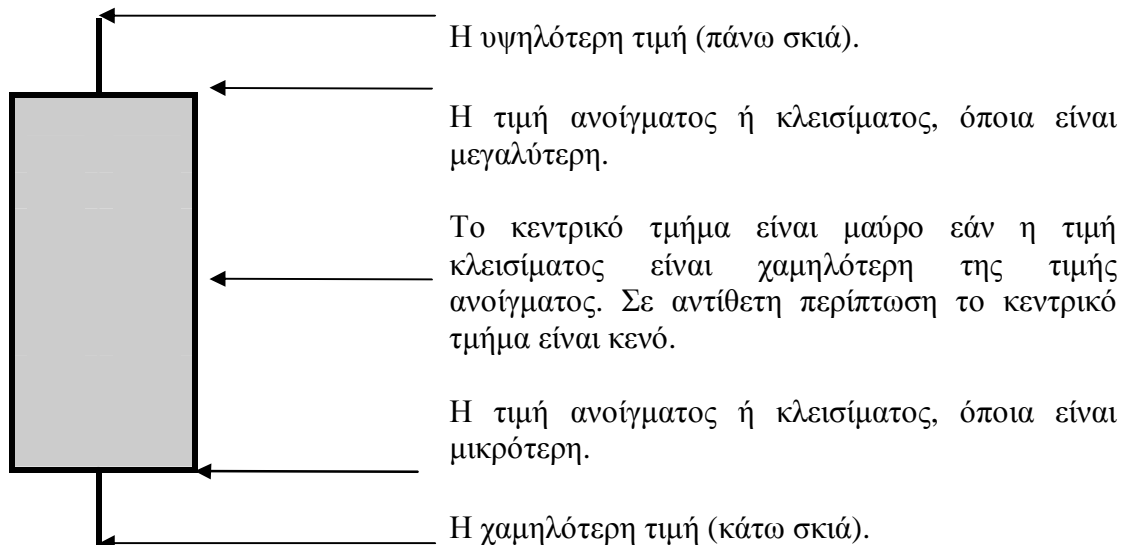 Η υψηλότερη τιμή (πάνω σκιά).
Η τιμή ανοίγματος ή κλεισίματος, όποια είναι
μεγαλύτερη.
Το κεντρικό τμήμα είναι μαύρο εάν η τιμή
κλεισίματος είναι χαμηλότερη της τιμής
ανοίγματος. Σε αντίθετη περίπτωση το κεντρικό
τμήμα είναι κενό.
Η τιμή ανοίγματος ή κλεισίματος, όποια είναι
μικρότερη.
Η χαμηλότερη τιμή (κάτω σκιά).